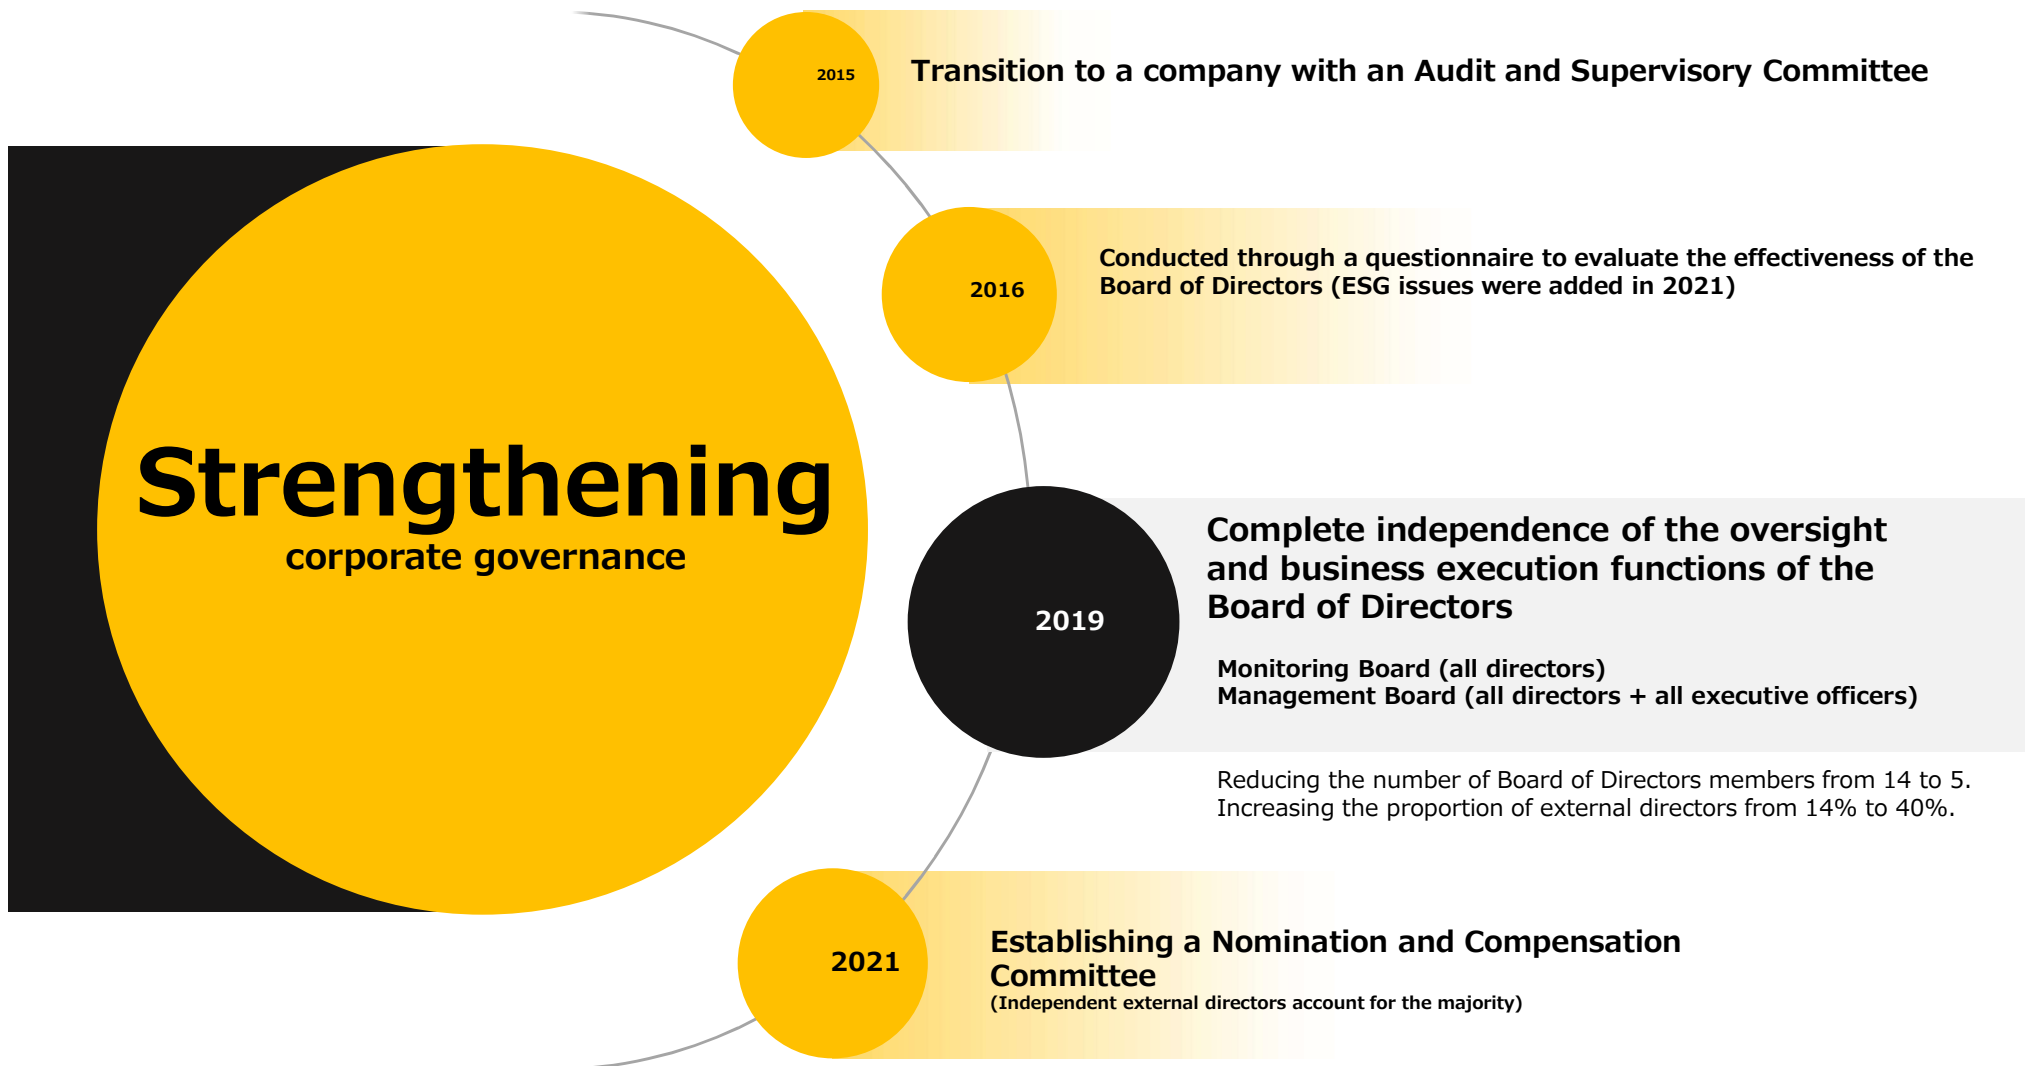 Strengthening
corporate governance
2015
Transition to a company with an Audit and Supervisory Committee
2016
Conducted through a questionnaire to evaluate the effectiveness of the
Board of Directors (ESG issues were added in 2021)
2019
Complete independence of the oversight
and business execution functions of the
Board of Directors
Monitoring Board (all directors)
Management Board (all directors + all executive officers)
Reducing the number of Board of Directors members from 14 to 5.
Increasing the proportion of external directors from 14% to 40%.
2021
Establishing a Nomination and Compensation
Committee
(Independent external directors account for the majority)